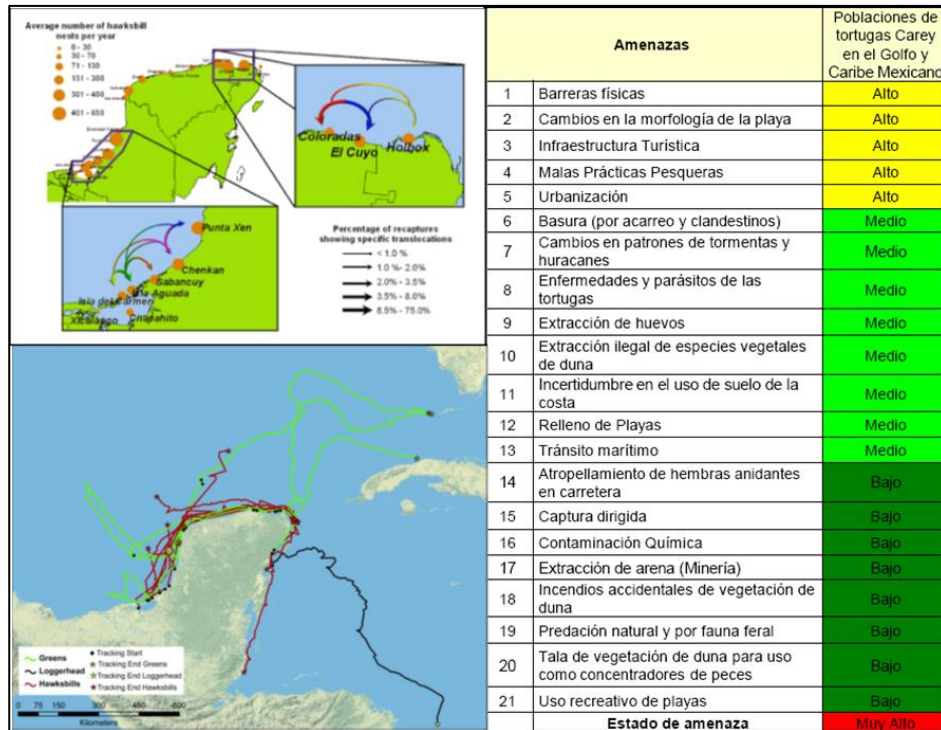 Average number of hawksbill
nests per year
0 - 30
30 - 70
71 - 130
131 - 300
301 - 400
401 - 650
Coloradas
El Cuyo
Holbox
Punta Xen
Chenkan
Sabancuy
Isla Aguada
Isla del Carmen
Xicalango
Chacahito
Percentage of recaptures
showing specific translocations
< 1.0 %
1.0 %- 2.0%
2.0% - 3.5%
3.5% - 8.0%
8.5% - 75.0%
Greens
Loggerhead
Hawksbills
Tracking Start
Tracking End Greens
Tracking End Loggerhead
Tracking End Hawksbills
0 75 150 300 450 600
Kilometers
Amenazas
Poblaciones de
tortugas Carey
en el Golfo y
Caribe Mexicano
1 Barreras físicas Alto
2 Cambios en la morfología de la playa Alto
3 Infraestructura Turística Alto
4 Malas Prácticas Pesqueras Alto
5 Urbanización Alto
6 Basura (por acarreo y clandestinos) Medio
7 Cambios en patrones de tormentas y
huracanes Medio
8 Enfermedades y parásitos de las
tortugas Medio
9 Extracción de huevos Medio
10 Extracción ilegal de especies vegetales
de duna Medio
11 Incertidumbre en el uso de suelo de la
costa Medio
12 Relleno de Playas Medio
13 Tránsito marítimo Medio
14 Atropellamiento de hembras anidantes
en carretera Bajo
15 Captura dirigida Bajo
16 Contaminación Química Bajo
17 Extracción de arena (Minería) Bajo
18 Incendios accidentales de vegetación de
duna Bajo
19 Predación natural y por fauna feral Bajo
20 Tala de vegetación de duna para uso
como concentradores de peces Bajo
21 Uso recreativo de playas Bajo
Estado de amenaza Muy Alto